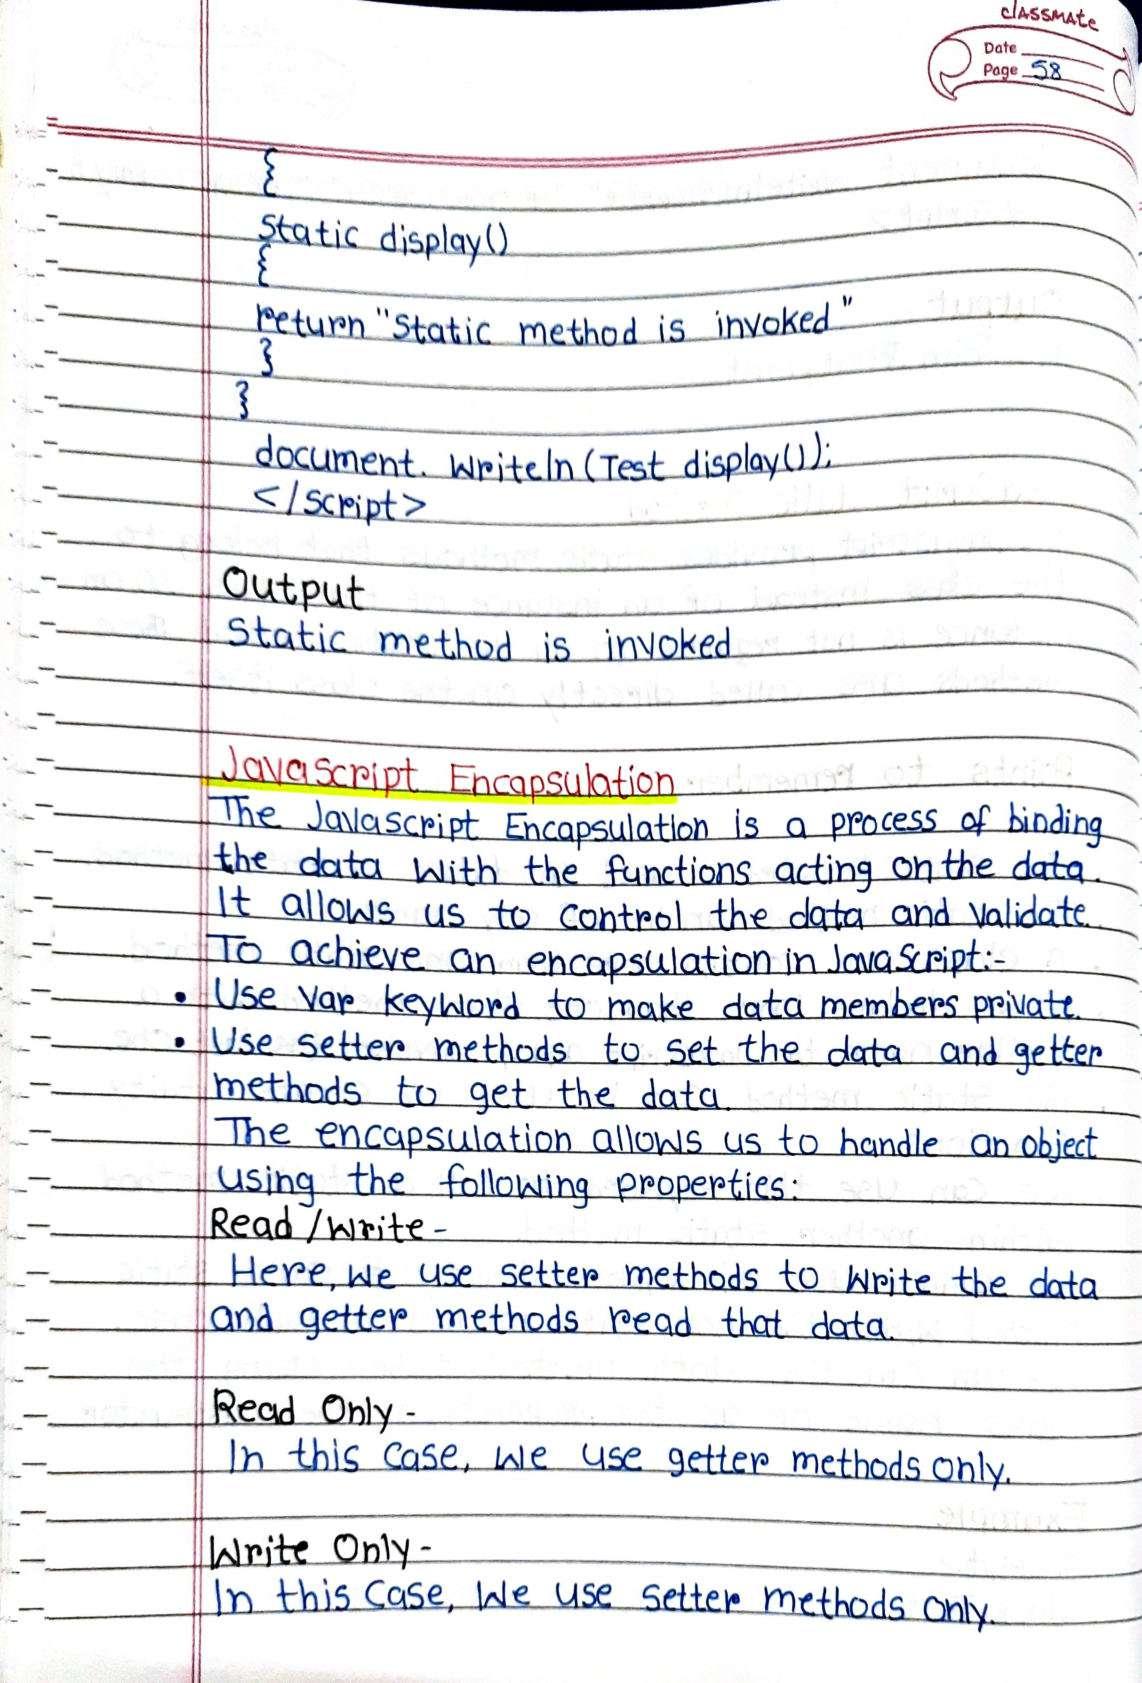 classmate
Date
Page 58
{
Static display()
{
return "Static method is invoked"
}
}
document. Writeln (Test display());
</Script>
Output
Static method is invoked
JavaScript Encapsulation
The JavaScript Encapsulation is a process of binding
the data with the functions acting on the data.
It allows us to control the data and validate.
To achieve an encapsulation in JavaScript:-
• Use var keyword to make data members private.
• Use setter methods to set the data and getter
methods to get the data.
The encapsulation allows us to handle an object
using the following properties:
Read /Write -
Here, we use setter methods to write the data
and getter methods read that data.
Read Only -
In this case, we use getter methods only.
Write Only -
In this case, we use setter methods only.